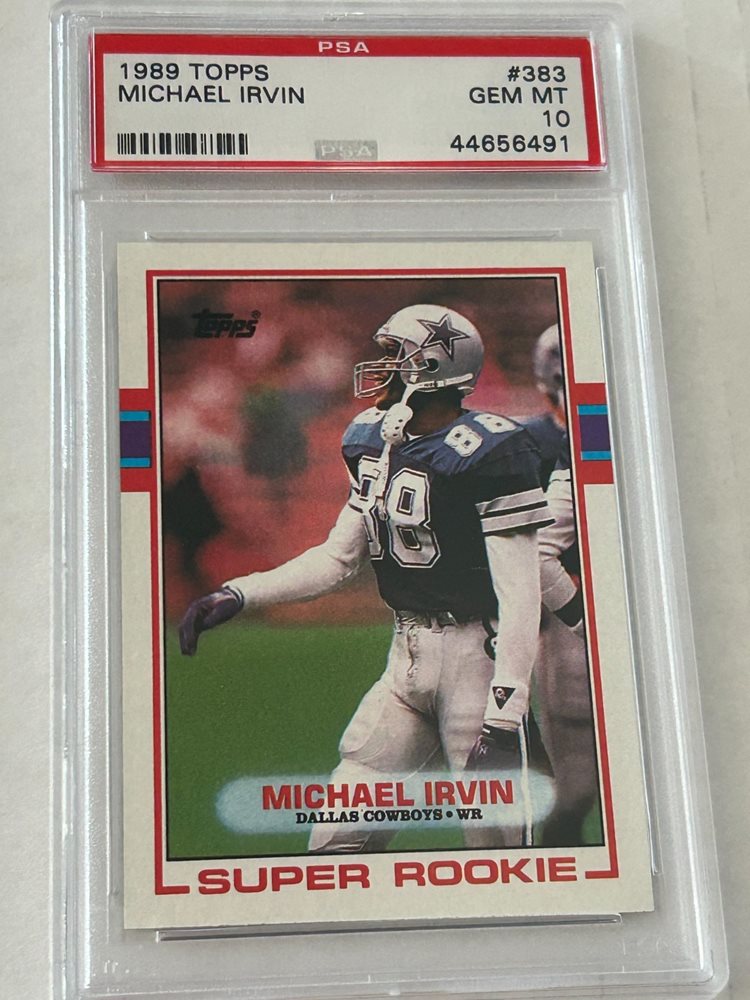 PSA
1989 TOPPS #383
MICHAEL IRVIN GEM MT
10
PSA 44656491
Topps®
88
88
MICHAEL IRVIN
DALLAS COWBOYS • WR
SUPER ROOKIE